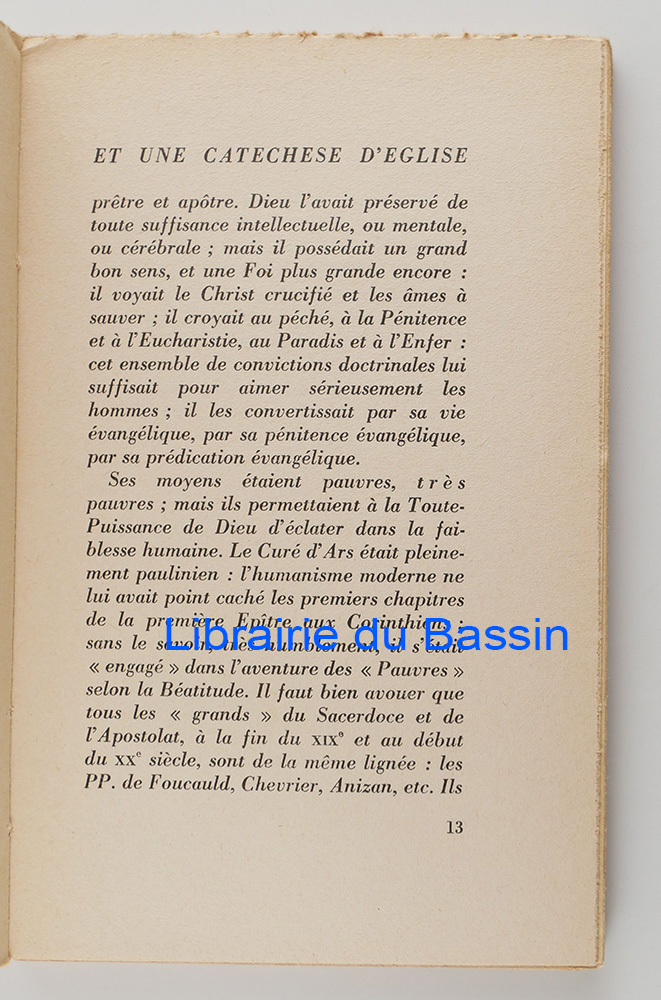 ET UNE CATECHESE D'EGLISE
prêtre et apôtre. Dieu l'avait préservé de
toute suffisance intellectuelle, ou mentale,
ou cérébrale ; mais il possédait un grand
bon sens, et une Foi plus grande encore :
il voyait le Christ crucifié et les âmes à
sauver ; il croyait au péché, à la Pénitence
et à l'Eucharistie, au Paradis et à l'Enfer :
cet ensemble de convictions doctrinales lui
suffisait pour aimer sérieusement les
hommes ; il les convertissait par sa vie
évangélique, par sa pénitence évangélique,
par sa prédication évangélique.
Ses moyens étaient pauvres, très
pauvres ; mais ils permettaient à la Toute-
Puissance de Dieu d'éclater dans la fai-
blesse humaine. Le Curé d'Ars était pleine-
ment paulinien : l'humanisme moderne ne
lui avait point caché les premiers chapitres
de la première Epître aux Corinthiens ;
Librairie du Bassin
sans le savoir, très humblement, il s'était
« engagé » dans l'aventure des « Pauvres »
selon la Béatitude. Il faut bien avouer que
tous les « grands » du Sacerdoce et de
l'Apostolat, à la fin du XIXe et au début
du XXe siècle, sont de la même lignée : les
PP. de Foucauld, Chevrier, Anizan, etc. Ils
13